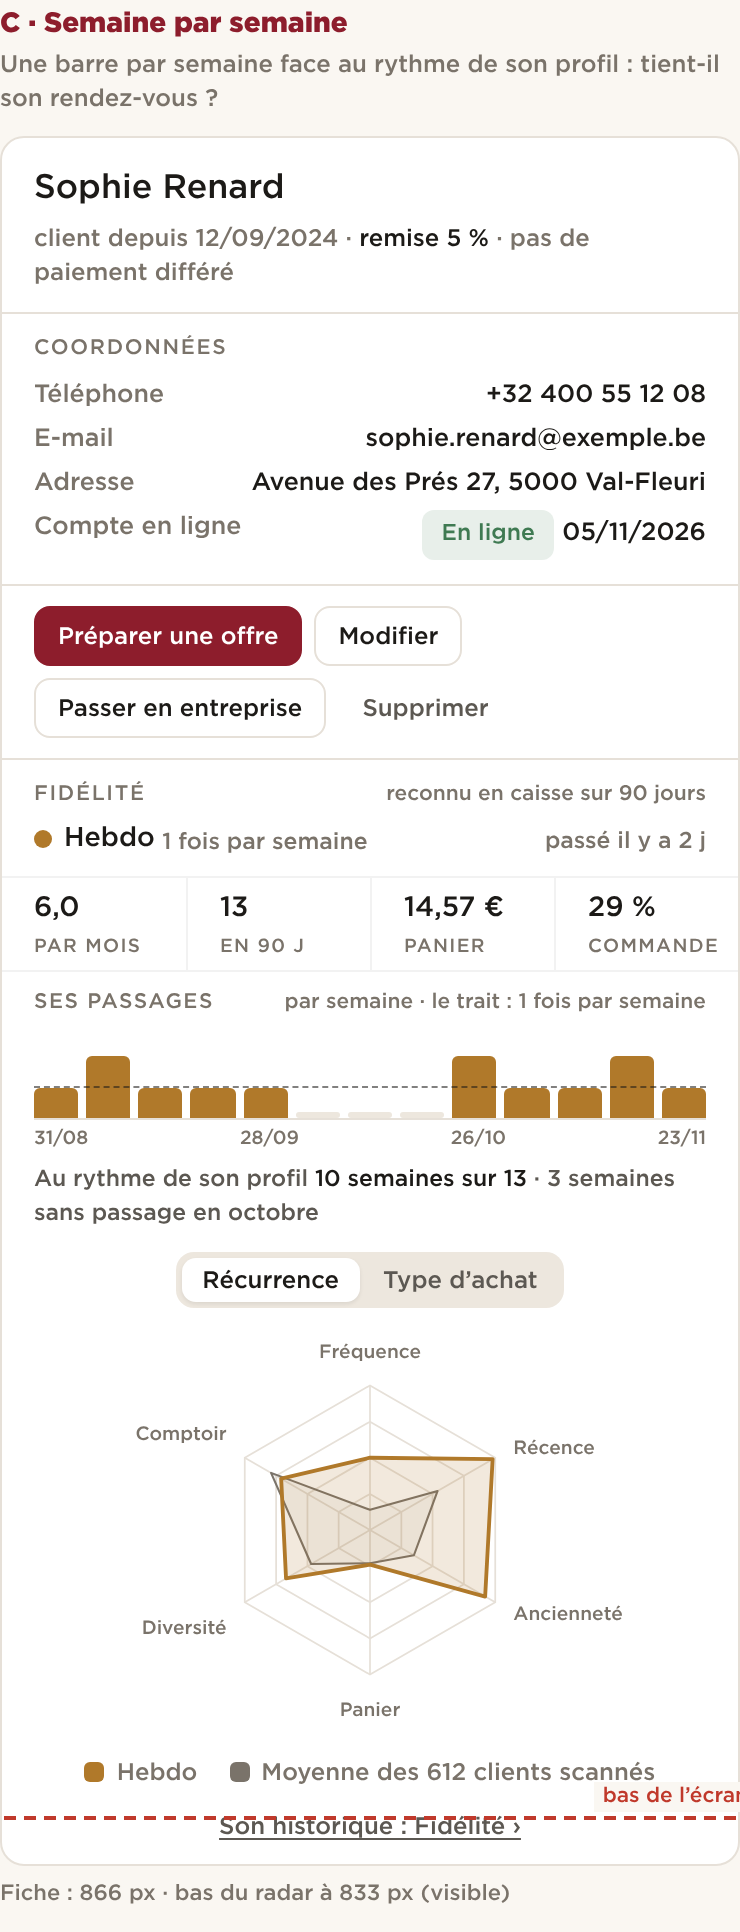 C · Semaine par semaine
Une barre par semaine face au rythme de son profil : tient-il
son rendez-vous ?
Sophie Renard
client depuis 12/09/2024 · remise 5 % · pas de
paiement différé
COORDONNÉES
Téléphone +32 400 55 12 08
E-mail sophie.renard@exemple.be
Adresse Avenue des Prés 27, 5000 Val-Fleuri
Compte en ligne En ligne 05/11/2026
Préparer une offre Modifier
Passer en entreprise Supprimer
FIDÉLITÉ reconnu en caisse sur 90 jours
Hebdo 1 fois par semaine passé il y a 2 j
6,0 13 14,57 € 29 %
PAR MOIS EN 90 J PANIER COMMANDE
SES PASSAGES par semaine · le trait : 1 fois par semaine
31/08 28/09 26/10 23/11
Au rythme de son profil 10 semaines sur 13 · 3 semaines
sans passage en octobre
Récurrence Type d’achat
Fréquence
Comptoir
Récence
Ancienneté
Diversité
Panier
Hebdo Moyenne des 612 clients scannés
bas de l’écran
Son historique : Fidélité ›
Fiche : 866 px · bas du radar à 833 px (visible)